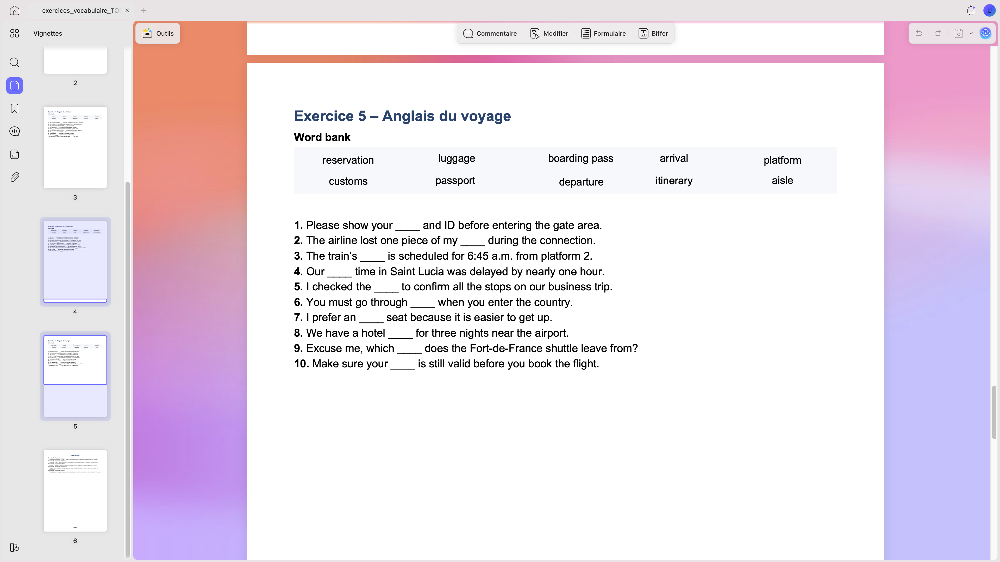 exercices_vocabulaire_TO
U
Vignettes
Outils
Commentaire
Modifier
Formulaire
Biffer
2
3
4
5
6
Exercice 5 – Anglais du voyage
Word bank
reservation luggage boarding pass arrival platform
customs passport departure itinerary aisle
1. Please show your ____ and ID before entering the gate area.
2. The airline lost one piece of my ____ during the connection.
3. The train’s ____ is scheduled for 6:45 a.m. from platform 2.
4. Our ____ time in Saint Lucia was delayed by nearly one hour.
5. I checked the ____ to confirm all the stops on our business trip.
6. You must go through ____ when you enter the country.
7. I prefer an ____ seat because it is easier to get up.
8. We have a hotel ____ for three nights near the airport.
9. Excuse me, which ____ does the Fort-de-France shuttle leave from?
10. Make sure your ____ is still valid before you book the flight.